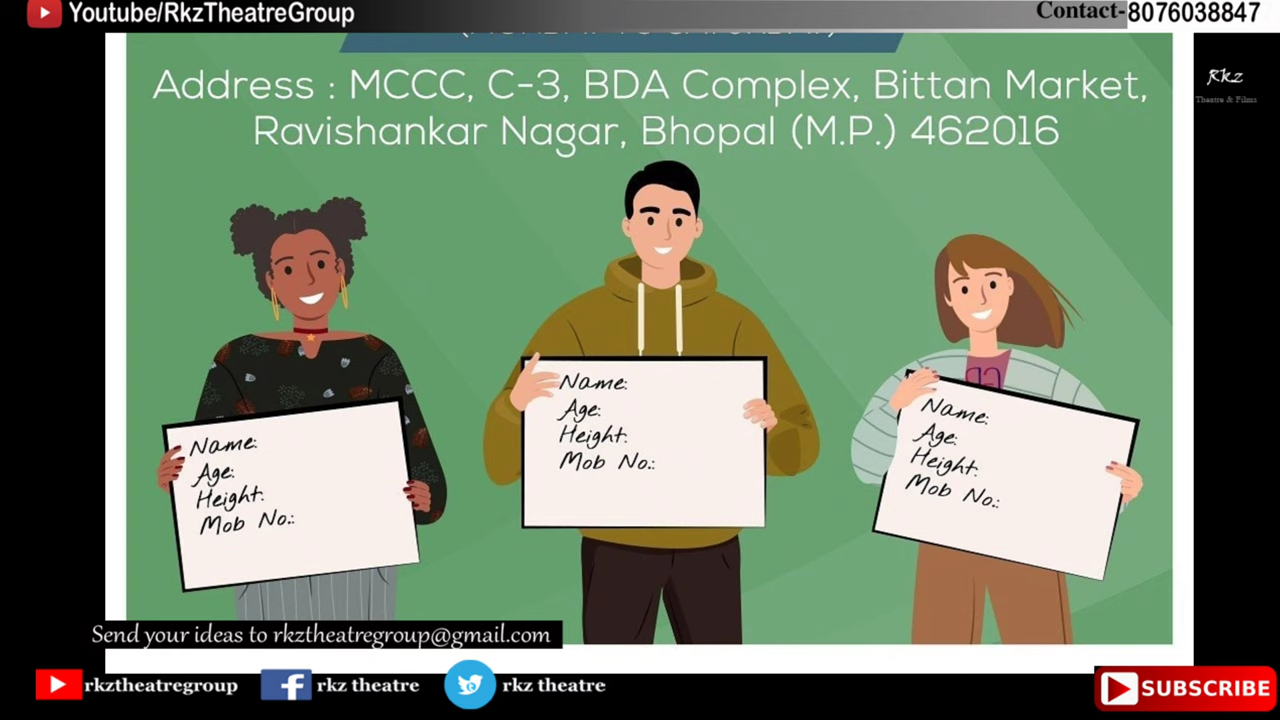 Youtube/RkzTheatreGroup
Contact-8076038847
Address : MCCC, C-3, BDA Complex, Bittan Market,
Ravishankar Nagar, Bhopal (M.P.) 462016
Rkz
Theatre & Films
Name:
Age:
Height:
Mob No.:
Name:
Age:
Height:
Mob No.:
Name:
Age:
Height:
Mob No.:
Send your ideas to rkztheatregroup@gmail.com
rkztheatregroup
rkz theatre
rkz theatre
SUBSCRIBE